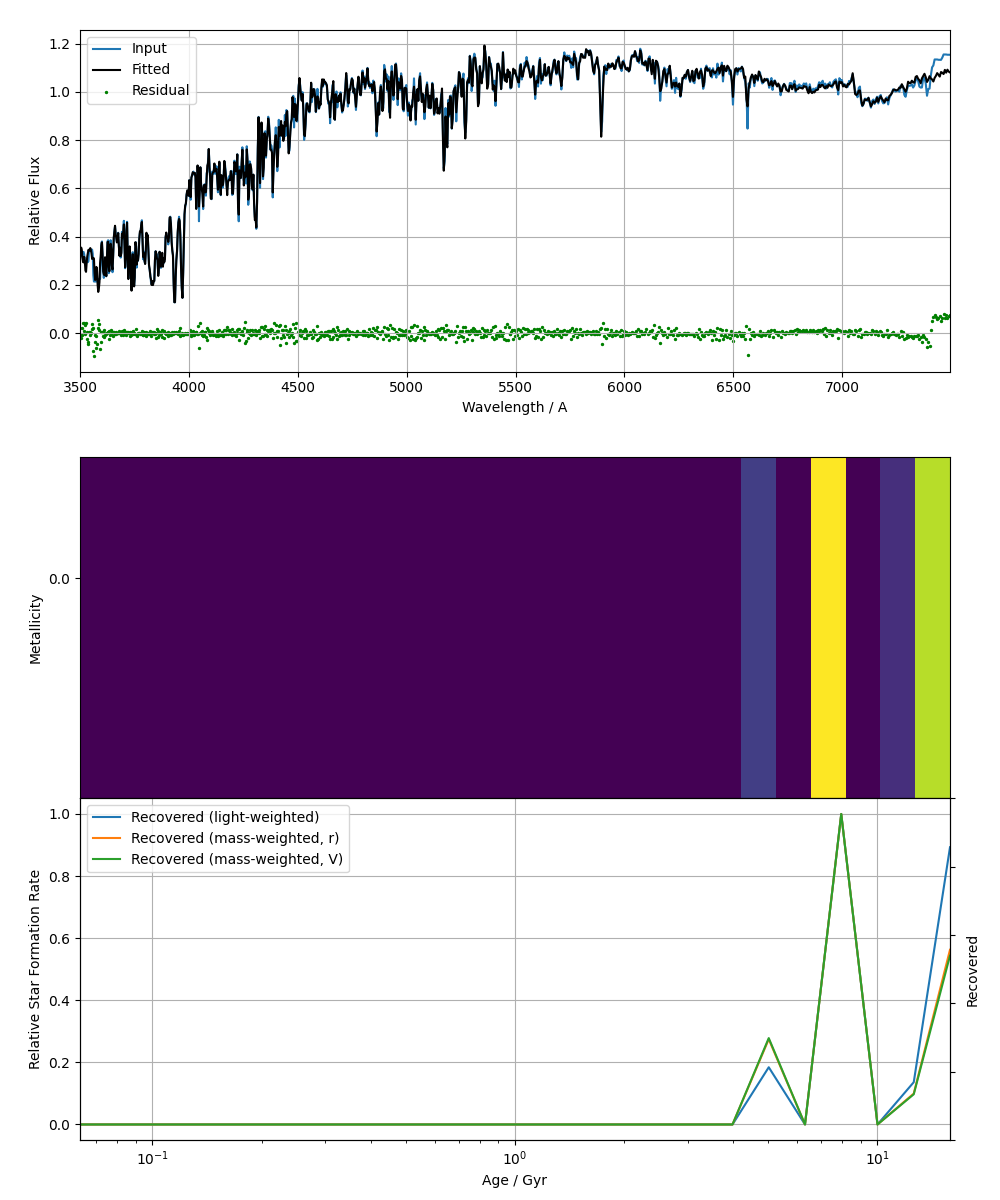 1.2
1.0
0.8
0.6
0.4
0.2
0.0
Relative Flux
Input
Fitted
Residual
3500 4000 4500 5000 5500 6000 6500 7000
Wavelength / A
0.0
Metallicity
1.0
0.8
0.6
0.4
0.2
0.0
Relative Star Formation Rate
Recovered (light-weighted)
Recovered (mass-weighted, r)
Recovered (mass-weighted, V)
Recovered
10⁻¹ 10⁰ 10¹
Age / Gyr